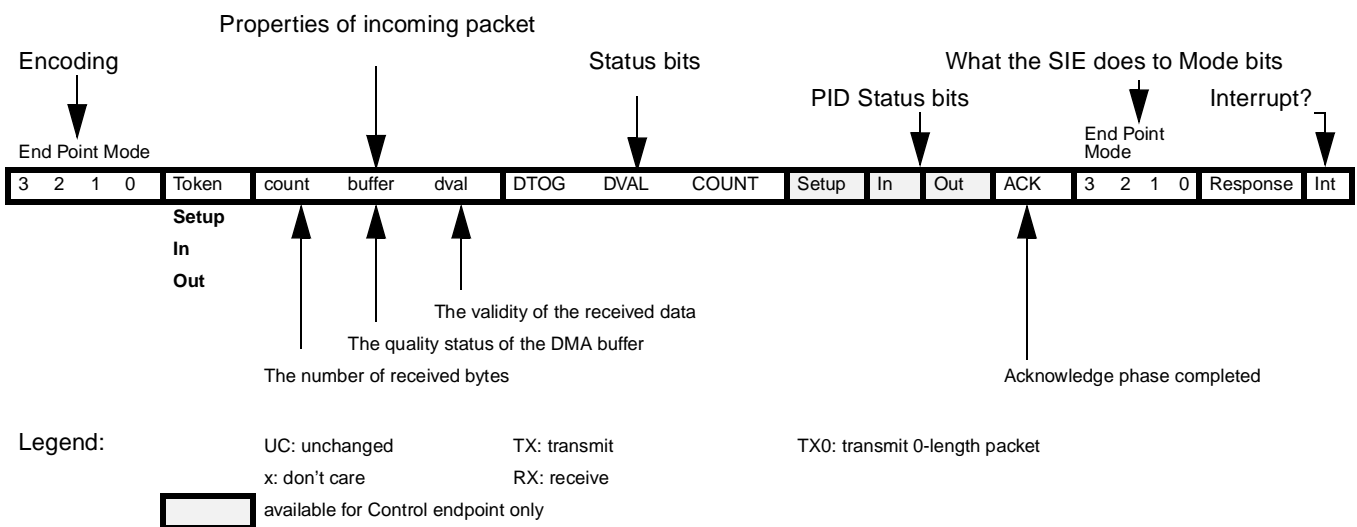 Properties of incoming packet
Encoding
Status bits
What the SIE does to Mode bits
PID Status bits
Interrupt?
End Point Mode
End Point
Mode
3 2 1 0 Token count buffer dval DTOG DVAL COUNT Setup In Out ACK 3 2 1 0 Response Int
Setup
In
Out
The validity of the received data
The quality status of the DMA buffer
The number of received bytes
Acknowledge phase completed
Legend:
UC: unchanged TX: transmit TX0: transmit 0-length packet
x: don't care RX: receive
available for Control endpoint only